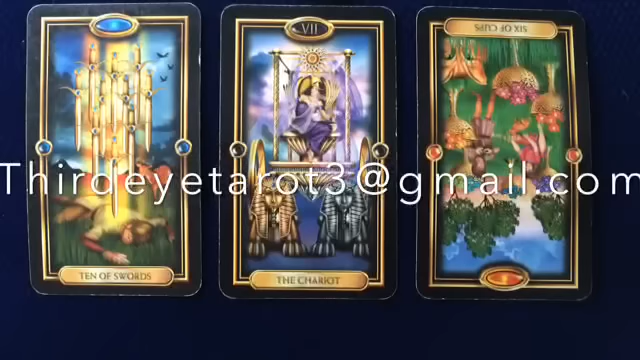 VII
SIX OF CUPS
Thirdeyetarot3@gmail.com
TEN OF SWORDS
THE CHARIOT